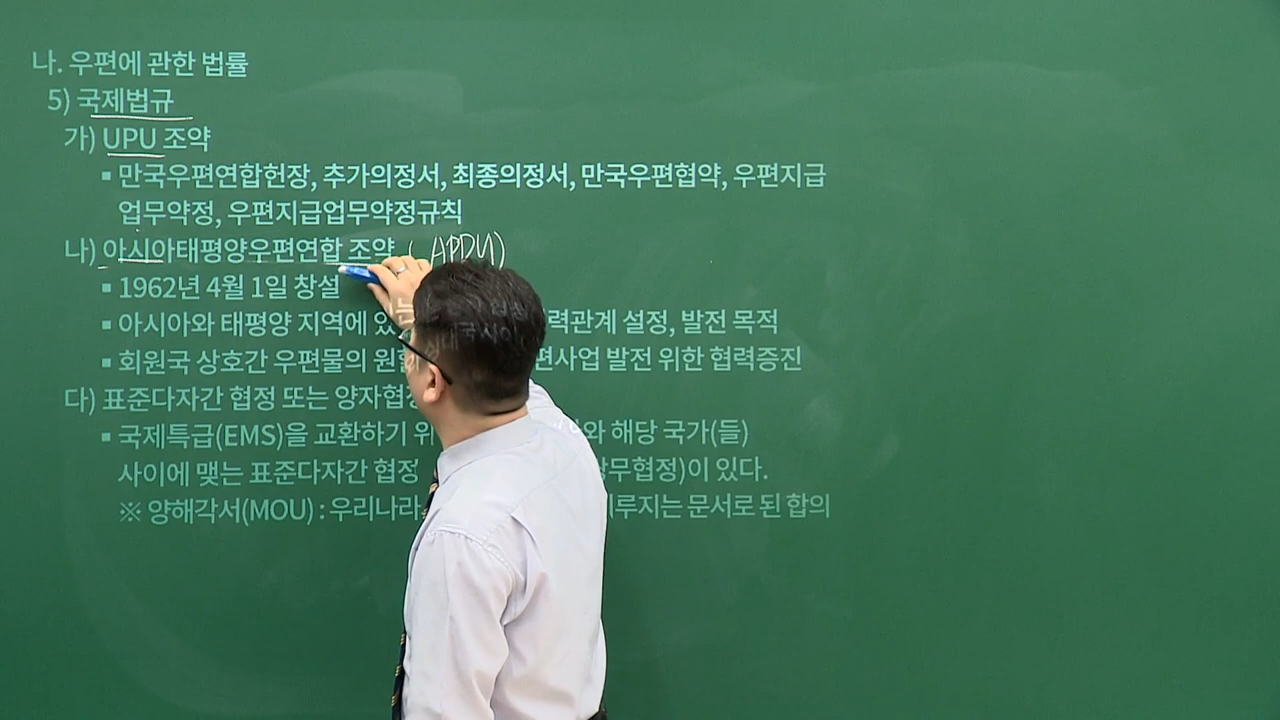 나. 우편에 관한 법률
5) 국제법규
가) UPU 조약
▪ 만국우편연합헌장, 추가의정서, 최종의정서, 만국우편협약, 우편지급
업무약정, 우편지급업무약정규칙
나) 아시아태평양우편연합 조약 (APPU)
▪ 1962년 4월 1일 창설
▪ 아시아와 태평양 지역에 있는 력관계 설정, 발전 목적
▪ 회원국 상호간 우편물의 원 편사업 발전 위한 협력증진
다) 표준다자간 협정 또는 양자협정
▪ 국제특급(EMS)을 교환하기 위 와 해당 국가(들)
사이에 맺는 표준다자간 협정 무협정)이 있다.
※ 양해각서(MOU) : 우리나라 루지는 문서로 된 합의